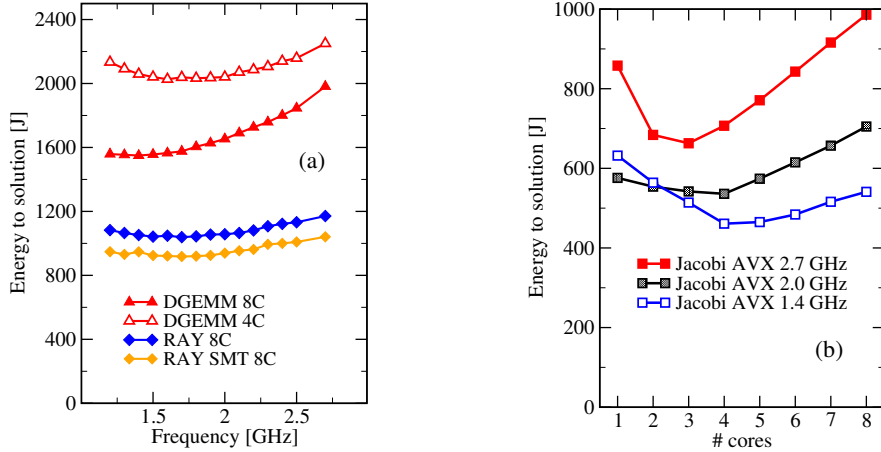 Energy to solution [J]
2400
2000
1600
1200
800
400
0
(a)
DGEMM 8C
DGEMM 4C
RAY 8C
RAY SMT 8C
1.5
2
2.5
Frequency [GHz]
Energy to solution [J]
1000
800
600
400
200
0
Jacobi AVX 2.7 GHz
Jacobi AVX 2.0 GHz
Jacobi AVX 1.4 GHz
(b)
1 2 3 4 5 6 7 8
# cores